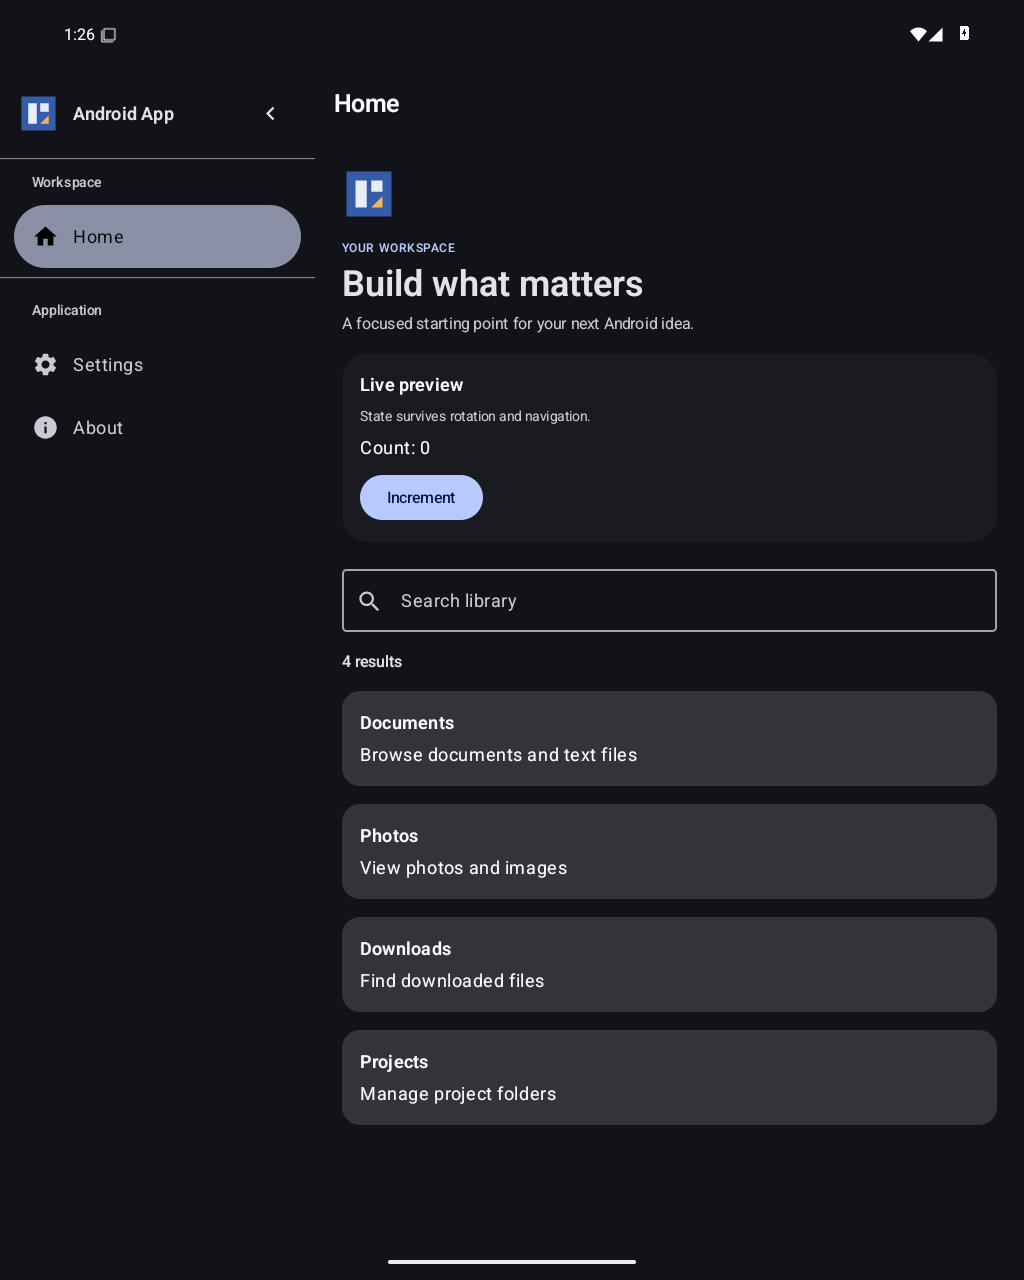 1:26
Android App
Workspace
Home
Application
Settings
About
Home
YOUR WORKSPACE
Build what matters
A focused starting point for your next Android idea.
Live preview
State survives rotation and navigation.
Count: 0
Increment
Search library
4 results
Documents
Browse documents and text files
Photos
View photos and images
Downloads
Find downloaded files
Projects
Manage project folders